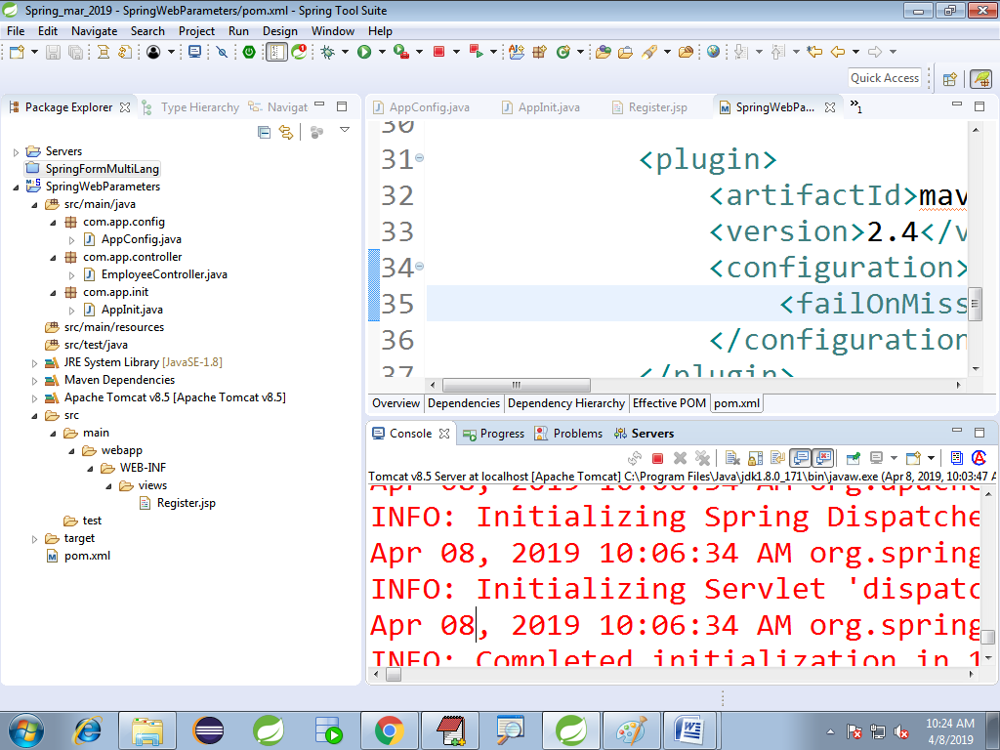 Spring_mar_2019 - SpringWebParameters/pom.xml - Spring Tool Suite
File Edit Navigate Search Project Run Design Window Help
Quick Access
Package Explorer Type Hierarchy Navigat
Servers
SpringFormMultiLang
SpringWebParameters
src/main/java
com.app.config
AppConfig.java
com.app.controller
EmployeeController.java
com.app.init
AppInit.java
src/main/resources
src/test/java
JRE System Library [JavaSE-1.8]
Maven Dependencies
Apache Tomcat v8.5 [Apache Tomcat v8.5]
src
main
webapp
WEB-INF
views
Register.jsp
test
target
pom.xml
AppConfig.java AppInit.java Register.jsp SpringWebPa... »1
30
31 <plugin>
32 <artifactId>mav
33 <version>2.4</v
34 <configuration>
35 <failOnMiss
36 </configuration
37 </plugin>
Overview Dependencies Dependency Hierarchy Effective POM pom.xml
Console Progress Problems Servers
Tomcat v8.5 Server at localhost [Apache Tomcat] C:\Program Files\Java\jdk1.8.0_171\bin\javaw.exe (Apr 8, 2019, 10:03:47 A
Apr 08, 2019 10:06:34 AM org.apache
INFO: Initializing Spring Dispatche
Apr 08, 2019 10:06:34 AM org.spring
INFO: Initializing Servlet 'dispatc
Apr 08, 2019 10:06:34 AM org.spring
INFO: Completed initialization in 1
10:24 AM
4/8/2019